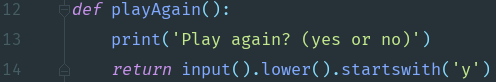 12 def playAgain():
13 print('Play again? (yes or no)')
14 return input().lower().startswith('y')